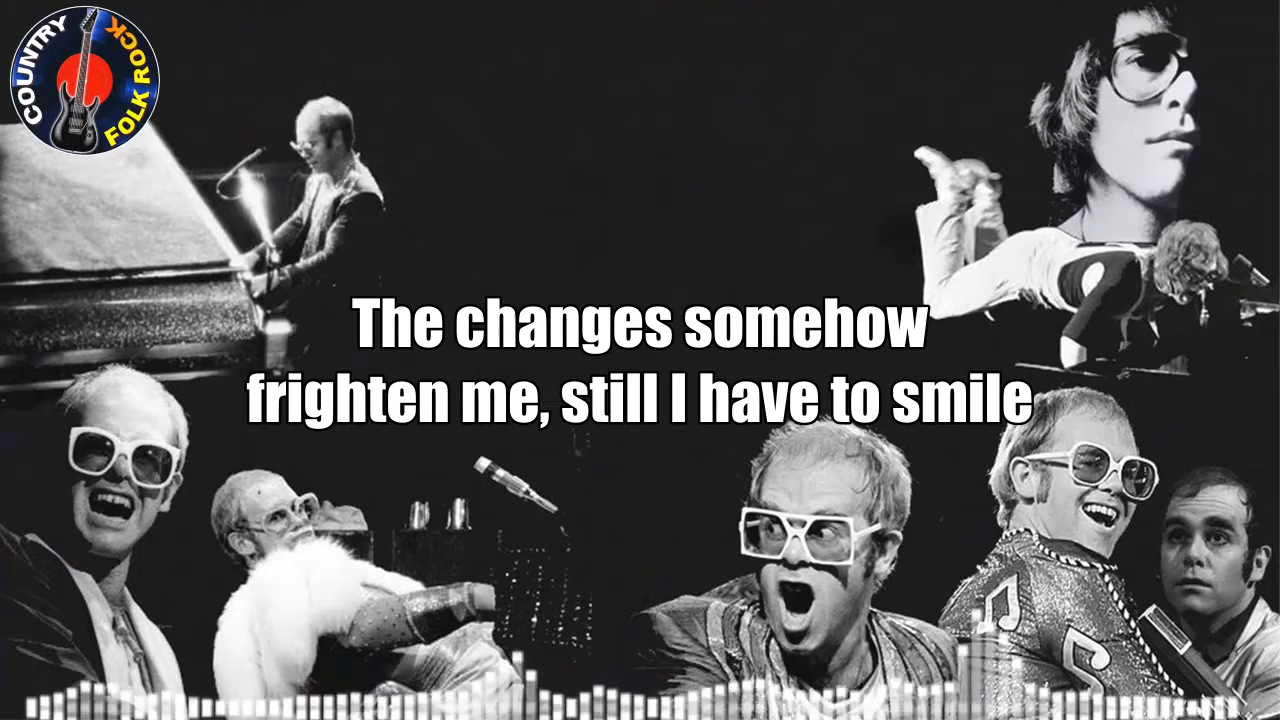 COUNTRY
FOLK ROCK
The changes somehow
frighten me, still I have to smile